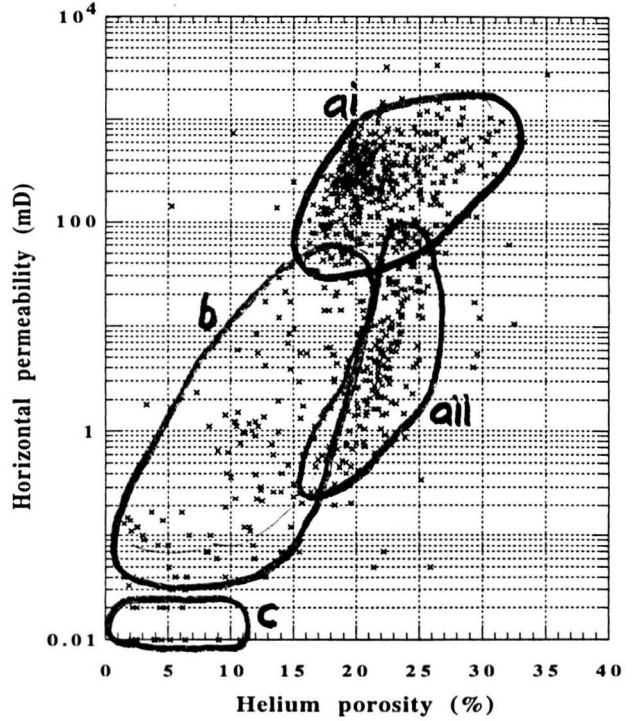 10⁴
ai
100
b
aii
1
c
0.01
0 5 10 15 20 25 30 35 40
Helium porosity (%)
Horizontal permeability (mD)